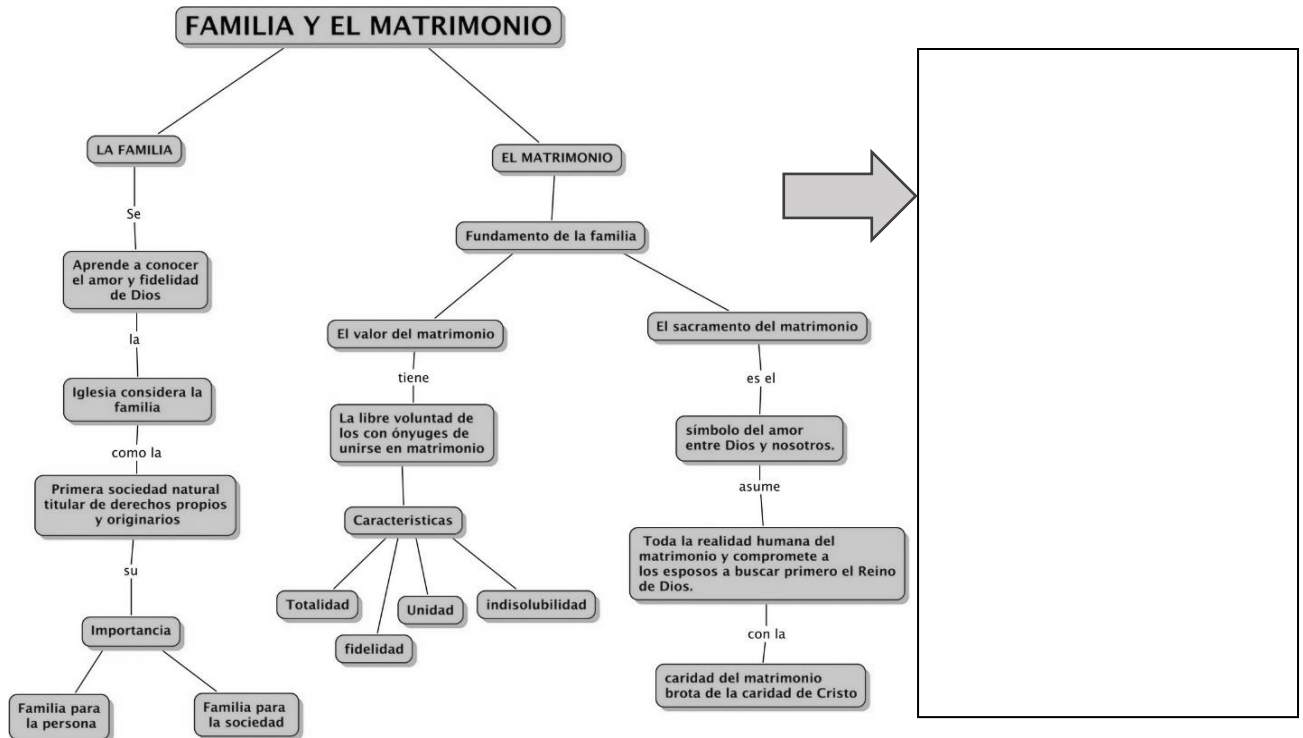 FAMILIA Y EL MATRIMONIO
LA FAMILIA
Se
Aprende a conocer
el amor y fidelidad
de Dios
la
Iglesia considera la
familia
como la
Primera sociedad natural
titular de derechos propios
y originarios
su
Importancia
Familia para
la persona
Familia para
la sociedad
EL MATRIMONIO
Fundamento de la familia
El valor del matrimonio
tiene
La libre voluntad de
los con ónyuges de
unirse en matrimonio
Caracteristicas
Totalidad
fidelidad
Unidad
indisolubilidad
El sacramento del matrimonio
es el
símbolo del amor
entre Dios y nosotros.
asume
Toda la realidad humana del
matrimonio y compromete a
los esposos a buscar primero el Reino
de Dios.
con la
caridad del matrimonio
brota de la caridad de Cristo